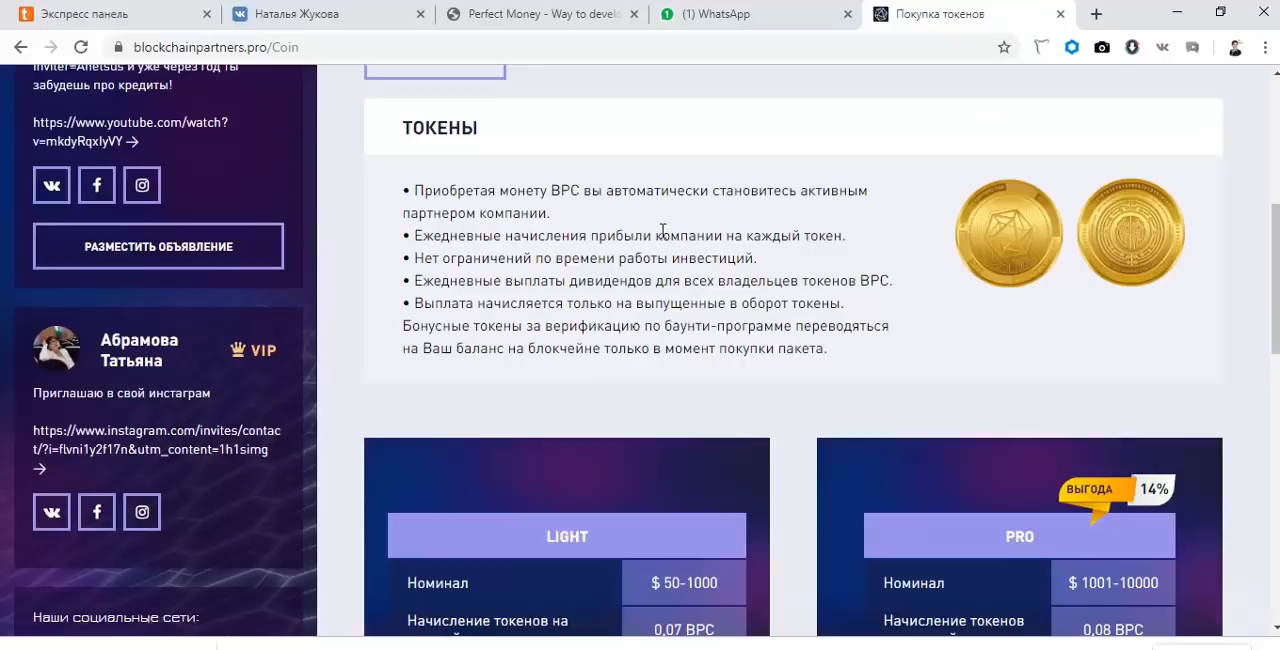 Экспресс панель
Наталья Жукова
Perfect Money - Way to develo
(1) WhatsApp
Покупка токенов
blockchainpartners.pro/Coin
inviter=Anetsus и уже через год ты
забудешь про кредиты!
https://www.youtube.com/watch?
v=mkdyRqxIyVY →
РАЗМЕСТИТЬ ОБЪЯВЛЕНИЕ
Абрамова
Татьяна
VIP
Приглашаю в свой инстаграм
https://www.instagram.com/invites/contac
t/?i=flvni1y2f17n&utm_content=1h1simg
→
Наши социальные сети:
ТОКЕНЫ
• Приобретая монету BPC вы автоматически становитесь активным
партнером компании.
• Ежедневные начисления прибыли компании на каждый токен.
• Нет ограничений по времени работы инвестиций.
• Ежедневные выплаты дивидендов для всех владельцев токенов BPC.
• Выплата начисляется только на выпущенные в оборот токены.
Бонусные токены за верификацию по баунти-программе переводяться
на Ваш баланс на блокчейне только в момент покупки пакета.
LIGHT
Номинал
$ 50-1000
Начисление токенов на
0,07 BPC
ВЫГОДА
14%
PRO
Номинал
$ 1001-10000
Начисление токенов
0,08 BPC